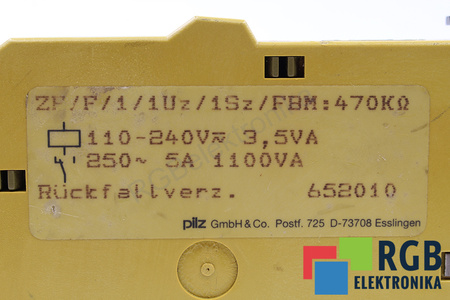 ZF/F/1/1Uz/1Sz/FBM:470KΩ
110-240V≂ 3,5VA
250~ 5A 1100VA
Rückfallverz. 652010
pilz GmbH & Co. Postf. 725 D-73708 Esslingen
RGB
ELEKTRONIKA